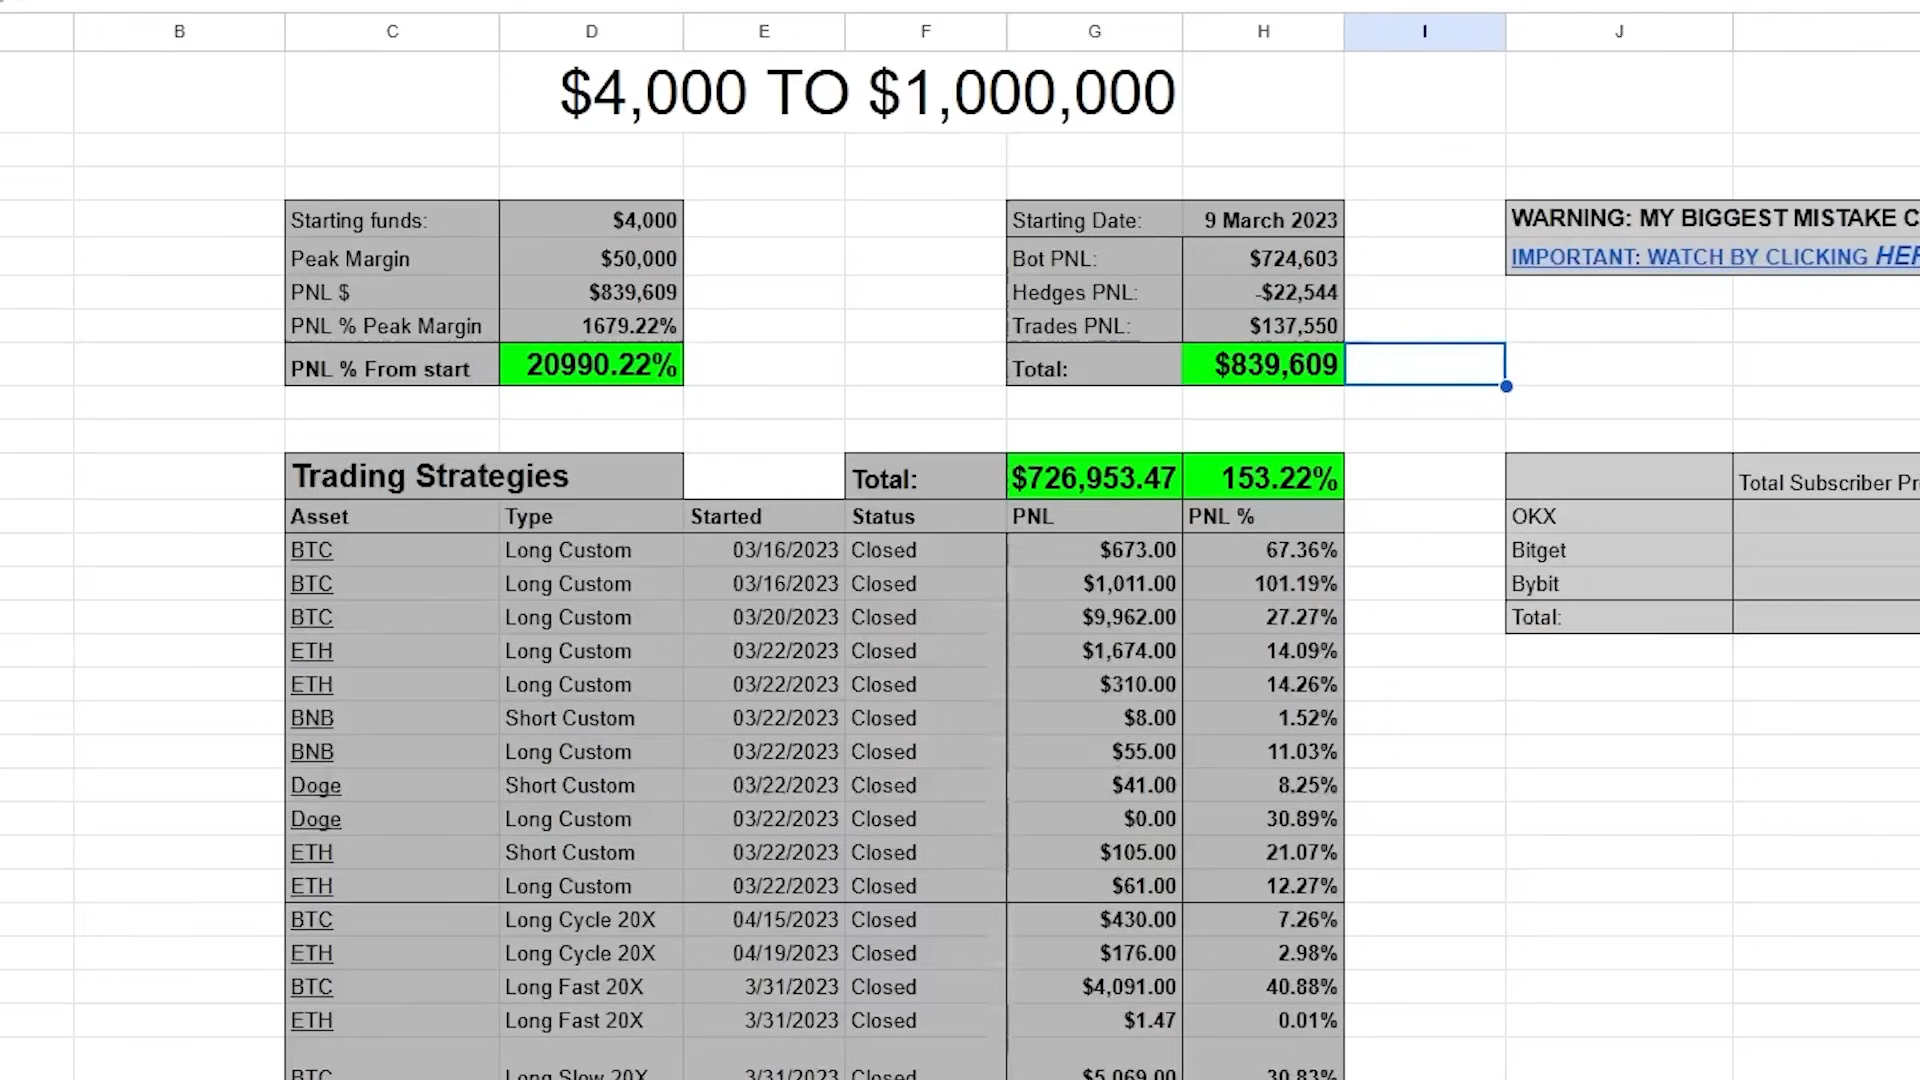 B C D E F G H I J
$4,000 TO $1,000,000
Starting funds: $4,000 Starting Date: 9 March 2023 WARNING: MY BIGGEST MISTAKE C
Peak Margin $50,000 Bot PNL: $724,603 IMPORTANT: WATCH BY CLICKING HER
PNL $ $839,609 Hedges PNL: -$22,544
PNL % Peak Margin 1679.22% Trades PNL: $137,550
PNL % From start 20990.22% Total: $839,609
Trading Strategies Total: $726,953.47 153.22% Total Subscriber Pr
Asset Type Started Status PNL PNL % OKX
BTC Long Custom 03/16/2023 Closed $673.00 67.36% Bitget
BTC Long Custom 03/16/2023 Closed $1,011.00 101.19% Bybit
BTC Long Custom 03/20/2023 Closed $9,962.00 27.27% Total:
ETH Long Custom 03/22/2023 Closed $1,674.00 14.09%
ETH Long Custom 03/22/2023 Closed $310.00 14.26%
BNB Short Custom 03/22/2023 Closed $8.00 1.52%
BNB Long Custom 03/22/2023 Closed $55.00 11.03%
Doge Short Custom 03/22/2023 Closed $41.00 8.25%
Doge Long Custom 03/22/2023 Closed $0.00 30.89%
ETH Short Custom 03/22/2023 Closed $105.00 21.07%
ETH Long Custom 03/22/2023 Closed $61.00 12.27%
BTC Long Cycle 20X 04/15/2023 Closed $430.00 7.26%
ETH Long Cycle 20X 04/19/2023 Closed $176.00 2.98%
BTC Long Fast 20X 3/31/2023 Closed $4,091.00 40.88%
ETH Long Fast 20X 3/31/2023 Closed $1.47 0.01%
BTC Long Slow 20X 3/31/2023 Closed $5,069.00 30.83%